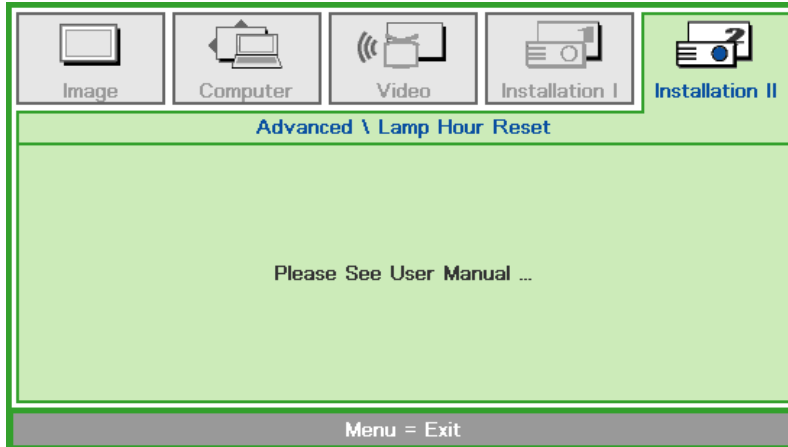 Image Computer Video Installation I Installation II
Advanced \ Lamp Hour Reset
Please See User Manual ...
Menu = Exit